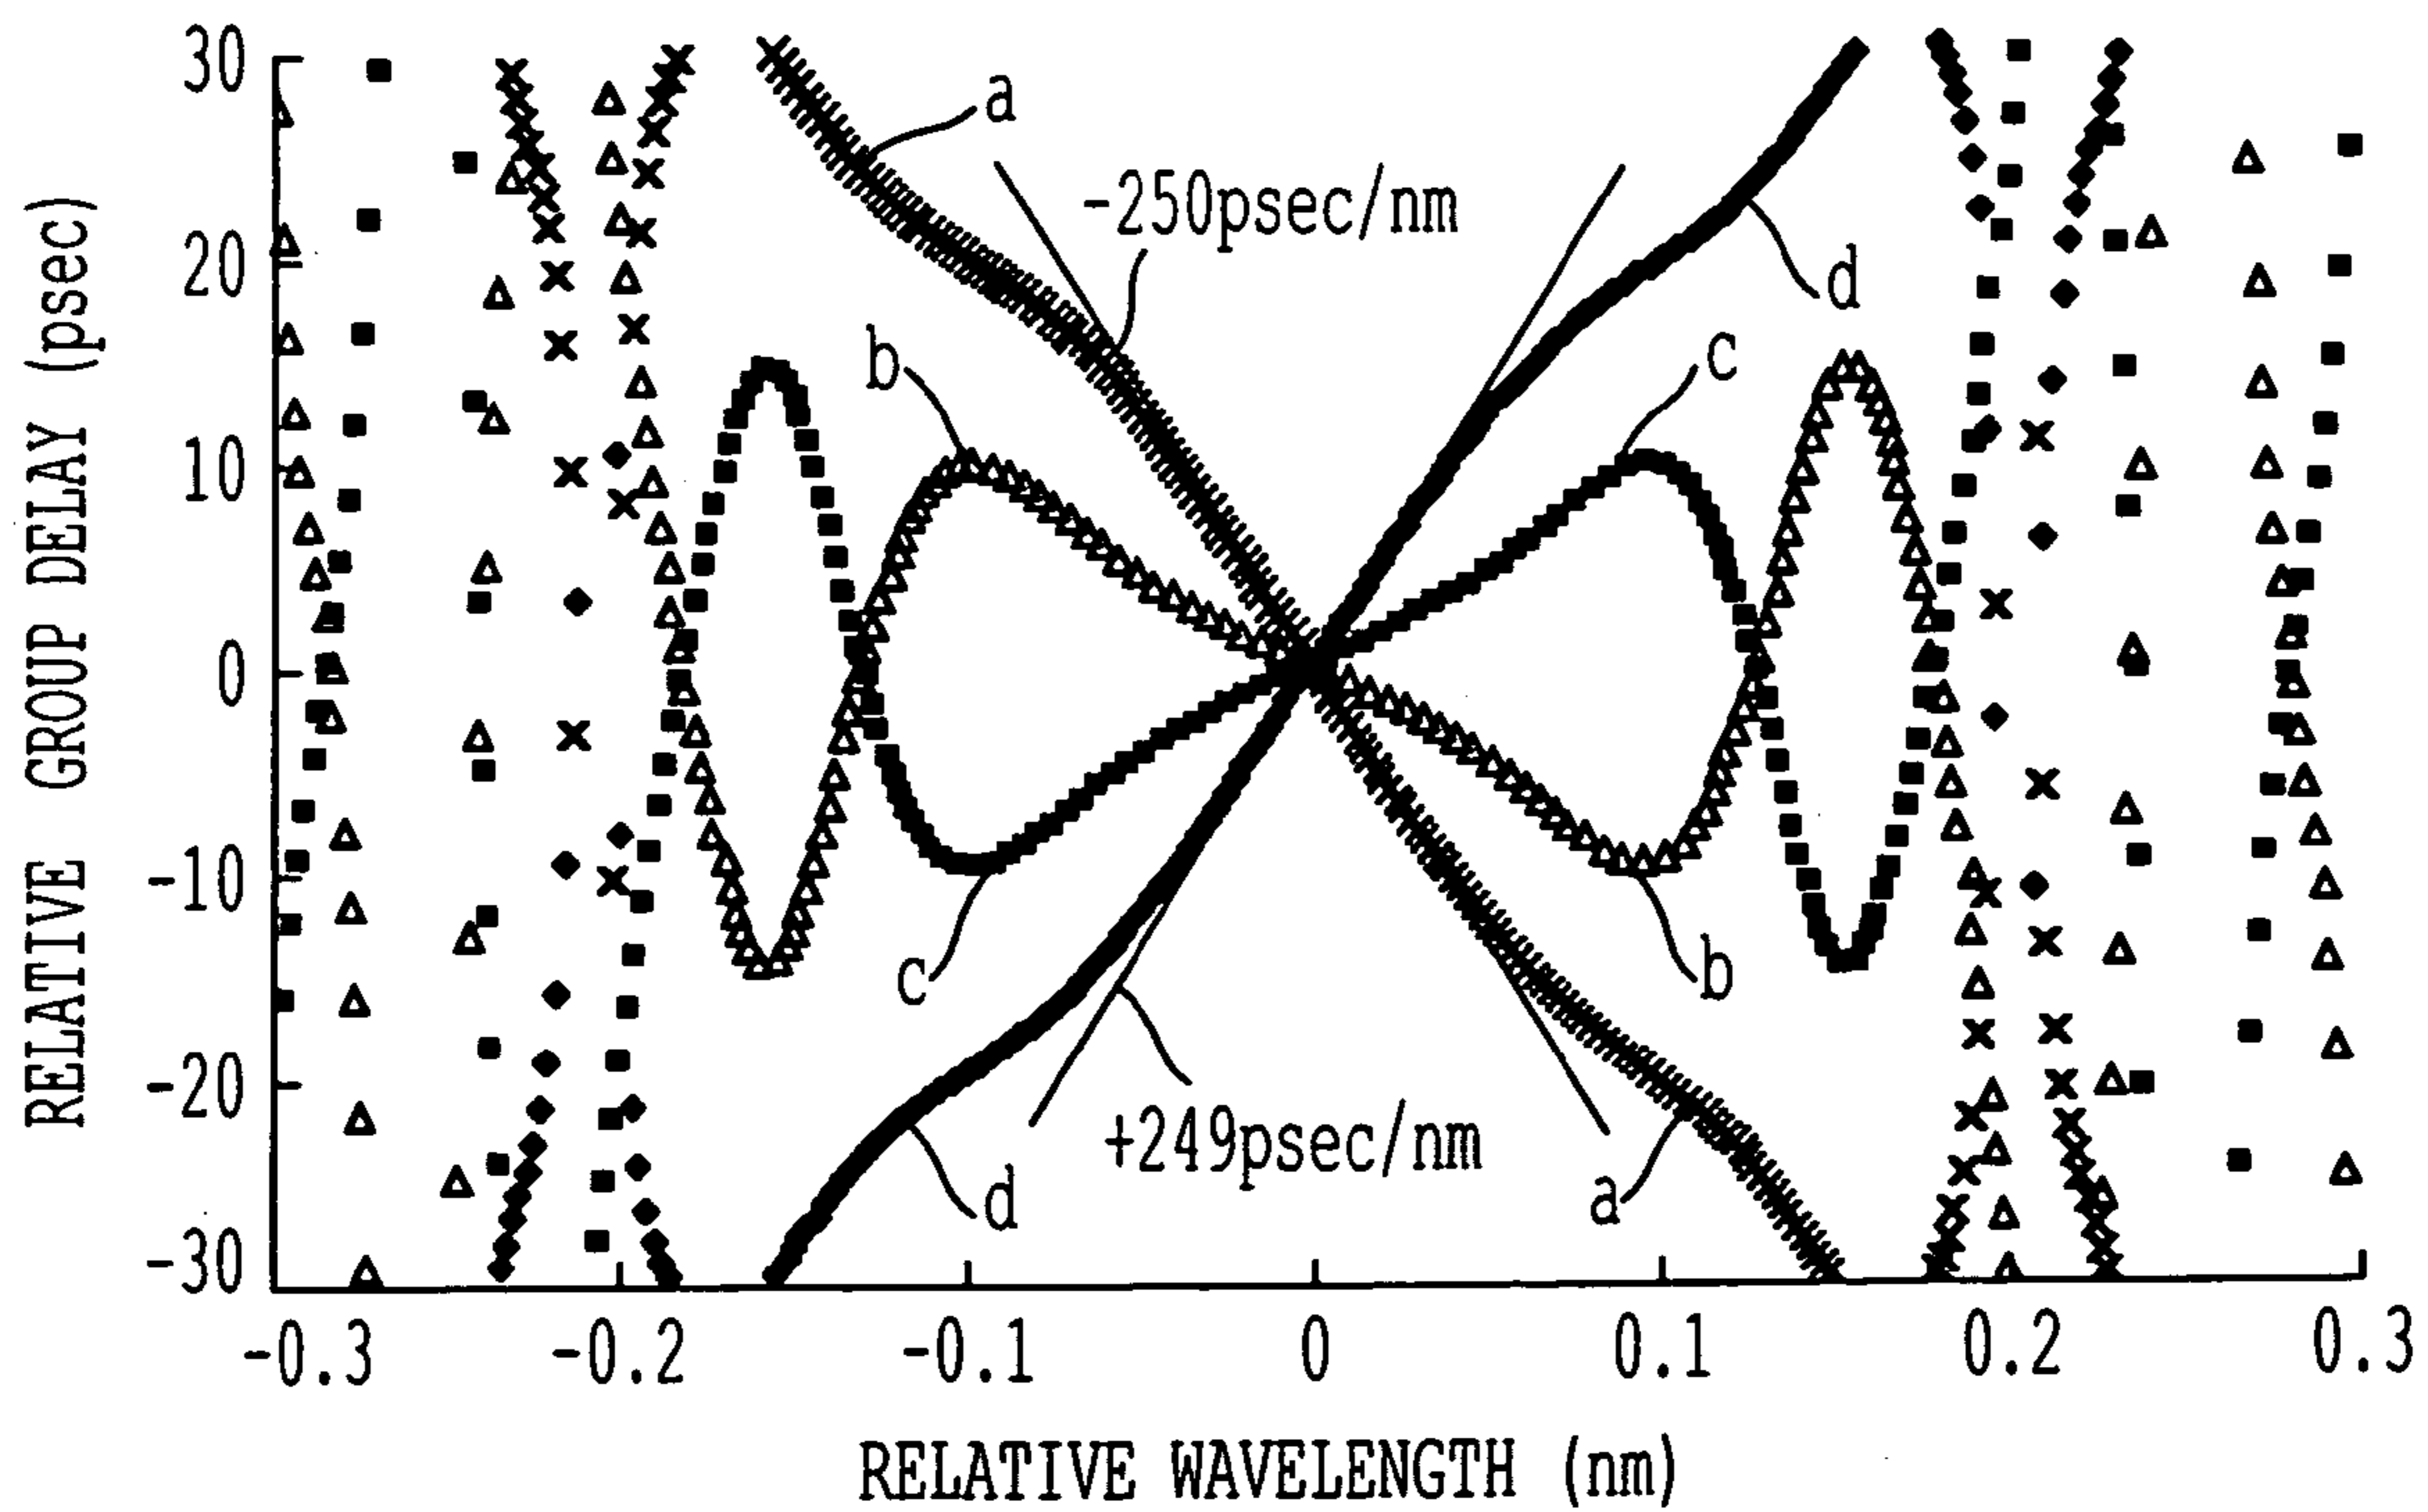 RELATIVE GROUP DELAY (psec)
30
20
10
0
-10
-20
-30
a
-250psec/nm
d
b
c
c
b
+249psec/nm
d
a
-0.3
-0.2
-0.1
0
0.1
0.2
0.3
RELATIVE WAVELENGTH (nm)